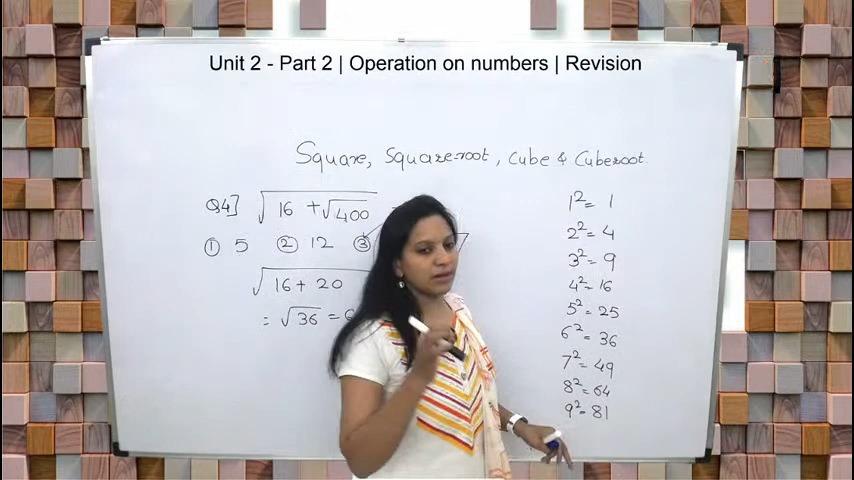 Unit 2 - Part 2 | Operation on numbers | Revision
Square, Square-root, Cube & Cuberoot
Q4] √16 + √400
① 5 ② 12 ③
√16 + 20
= √36 =
1² = 1
2² = 4
3² = 9
4² = 16
5² = 25
6² = 36
7² = 49
8² = 64
9² = 81